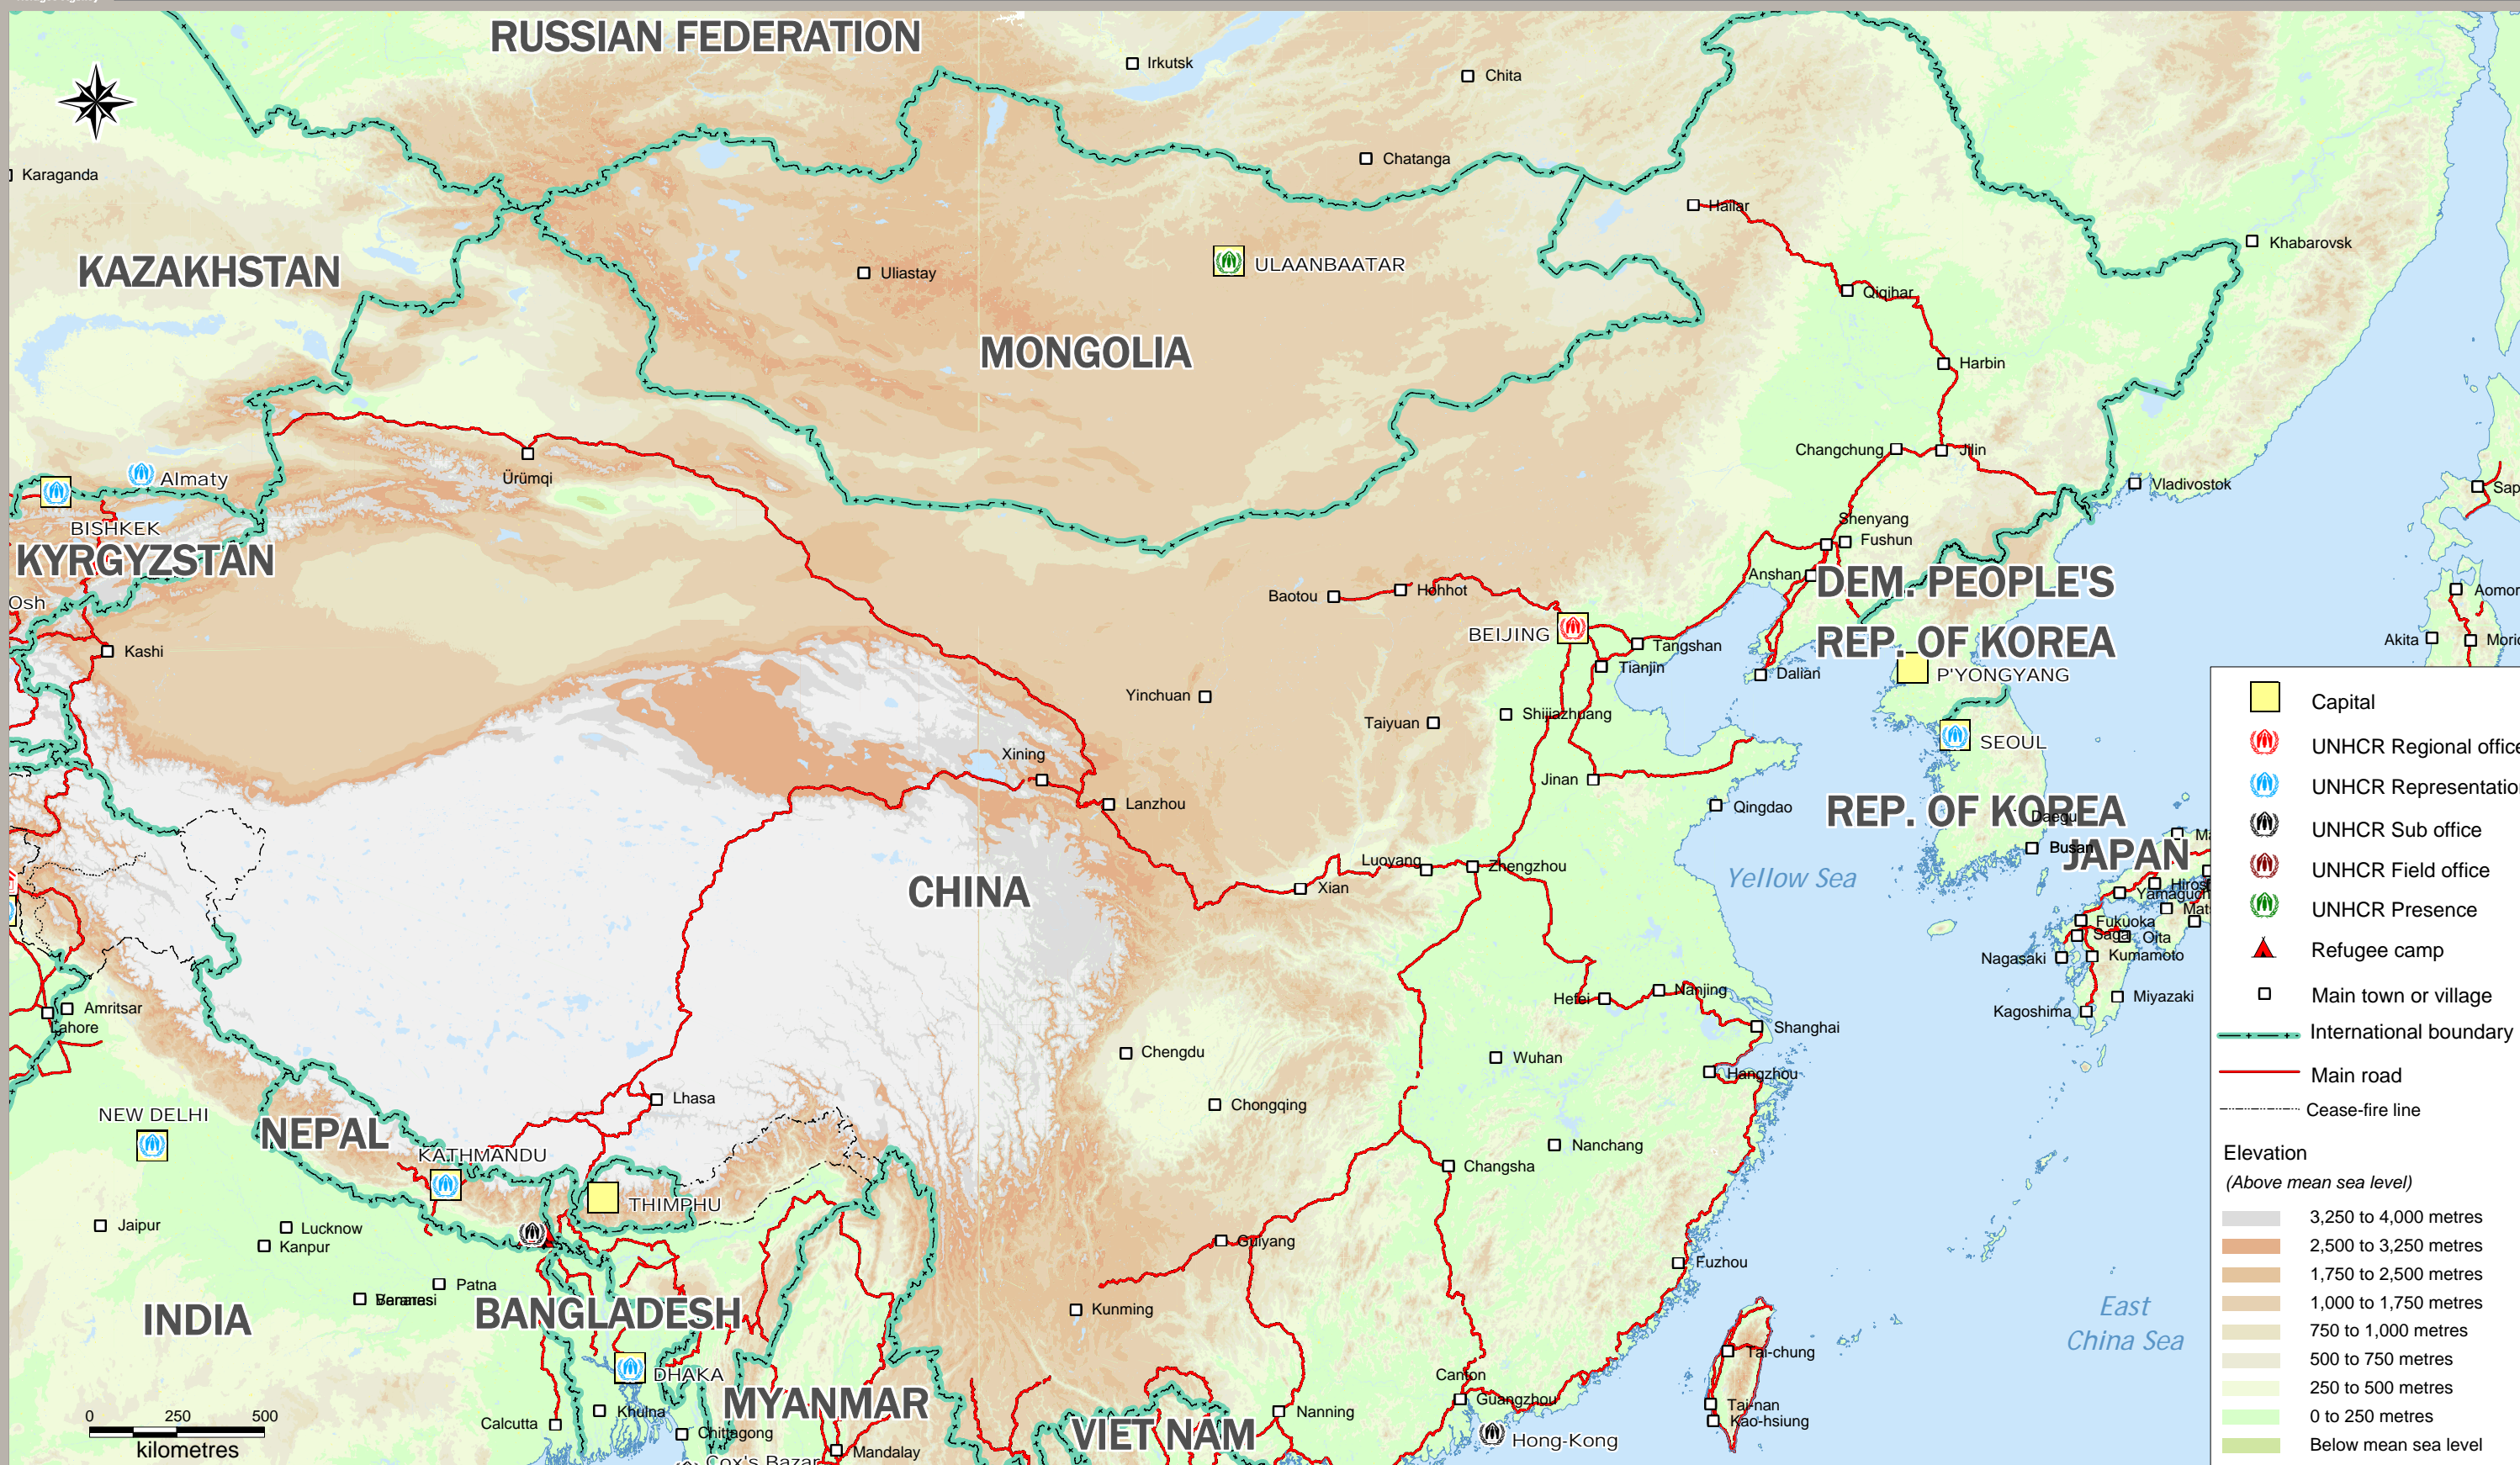 RUSSIAN FEDERATION
Irkutsk
Chita
Chatanga
Karaganda
Hailar
Khabarovsk
KAZAKHSTAN
Uliastay
ULAANBAATAR
Qiqihar
MONGOLIA
Harbin
Changchung
Jilin
Ürümqi
Almaty
Vladivostok
BISHKEK
Shenyang
Fushun
KYRGYZSTAN
Anshan
DEM. PEOPLE'S
REP. OF KOREA
Osh
Baotou
Hohhot
Aomor
BEIJING
Tangshan
Akita
Kashi
Tianjin
Dalian
P'YONGYANG
Yinchuan
Taiyuan
Shijiazhuang
SEOUL
Xining
Jinan
Lanzhou
Qingdao
REP. OF KOREA
Daegu
Busan
JAPAN
Luoyang
Zhengzhou
Yellow Sea
CHINA
Xian
Fukuoka
Saga
Oita
Nagasaki
Kumamoto
Miyazaki
Kagoshima
Amritsar
Lahore
Hefei
Nanjing
Shanghai
Chengdu
Wuhan
Hangzhou
Lhasa
Chongqing
NEW DELHI
NEPAL
KATHMANDU
Nanchang
Changsha
THIMPHU
Jaipur
Lucknow
Kanpur
Guiyang
Fuzhou
Patna
INDIA
BANGLADESH
Kunming
East
China Sea
Tai-chung
DHAKA
Canton
MYANMAR
Guangzhou
Tai-nan
Kao-hsiung
Calcutta
Khulna
Chittagong
Nanning
VIET NAM
Hong-Kong
Mandalay
Cox's Bazar
0 250 500
kilometres
Capital
UNHCR Regional office
UNHCR Representation
UNHCR Sub office
UNHCR Field office
UNHCR Presence
Refugee camp
Main town or village
International boundary
Main road
Cease-fire line
Elevation
(Above mean sea level)
3,250 to 4,000 metres
2,500 to 3,250 metres
1,750 to 2,500 metres
1,000 to 1,750 metres
750 to 1,000 metres
500 to 750 metres
250 to 500 metres
0 to 250 metres
Below mean sea level